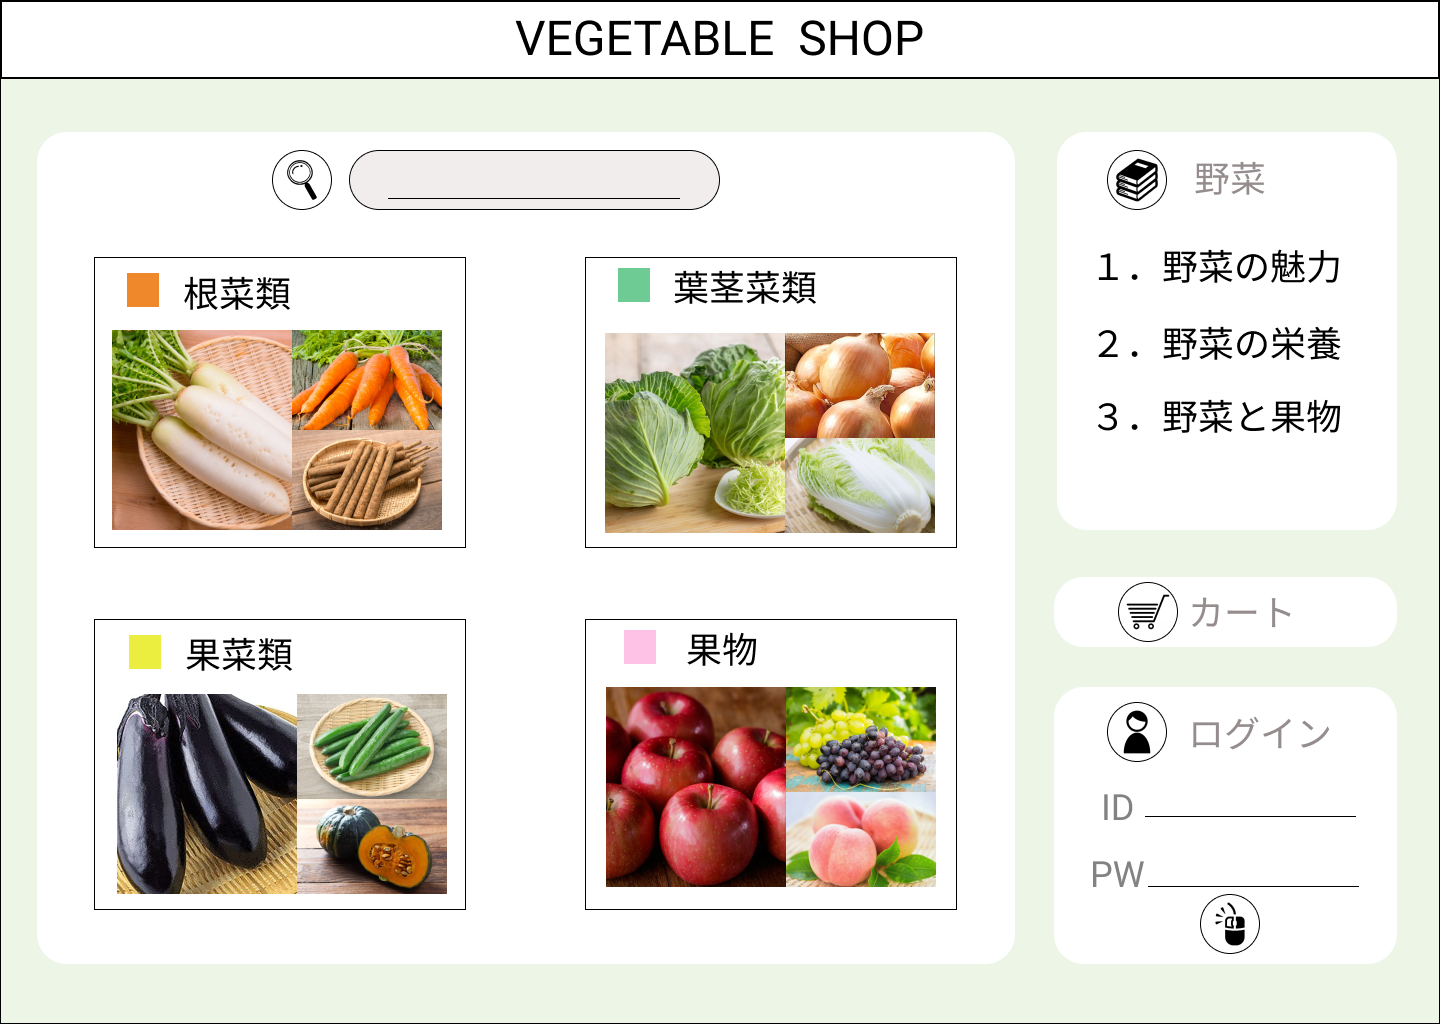 VEGETABLE SHOP
根菜類
葉茎菜類
果菜類
果物
野菜
１．野菜の魅力
２．野菜の栄養
３．野菜と果物
カート
ログイン
ID
PW